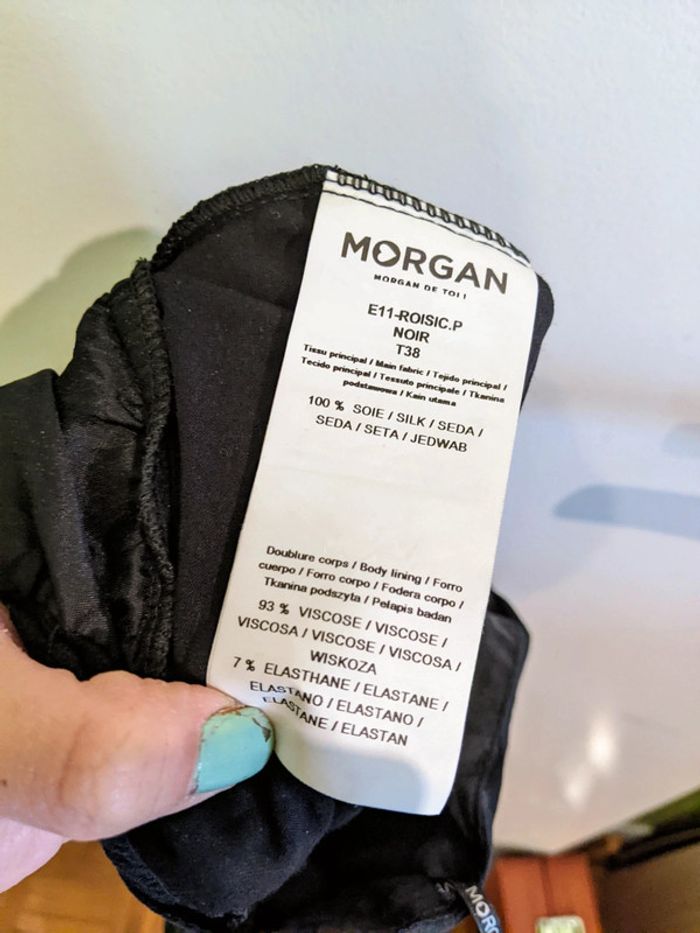 MORGAN
MORGAN DE TOI !
E11-ROISIC.P
NOIR
T38
Tissu principal / Main fabric / Tejido principal /
Tecido principal / Tessuto principale / Tkanina
podstawowa / Kain utama
100 % SOIE / SILK / SEDA /
SEDA / SETA / JEDWAB
Doublure corps / Body lining / Forro
cuerpo / Forro corpo / Fodera corpo /
Tkanina podszyta / Pelapis badan
93 % VISCOSE / VISCOSE /
VISCOSA / VISCOSE / VISCOSA /
WISKOZA
7 % ELASTHANE / ELASTANE /
ELASTANO / ELASTANO /
ELASTANE / ELASTAN
MORG